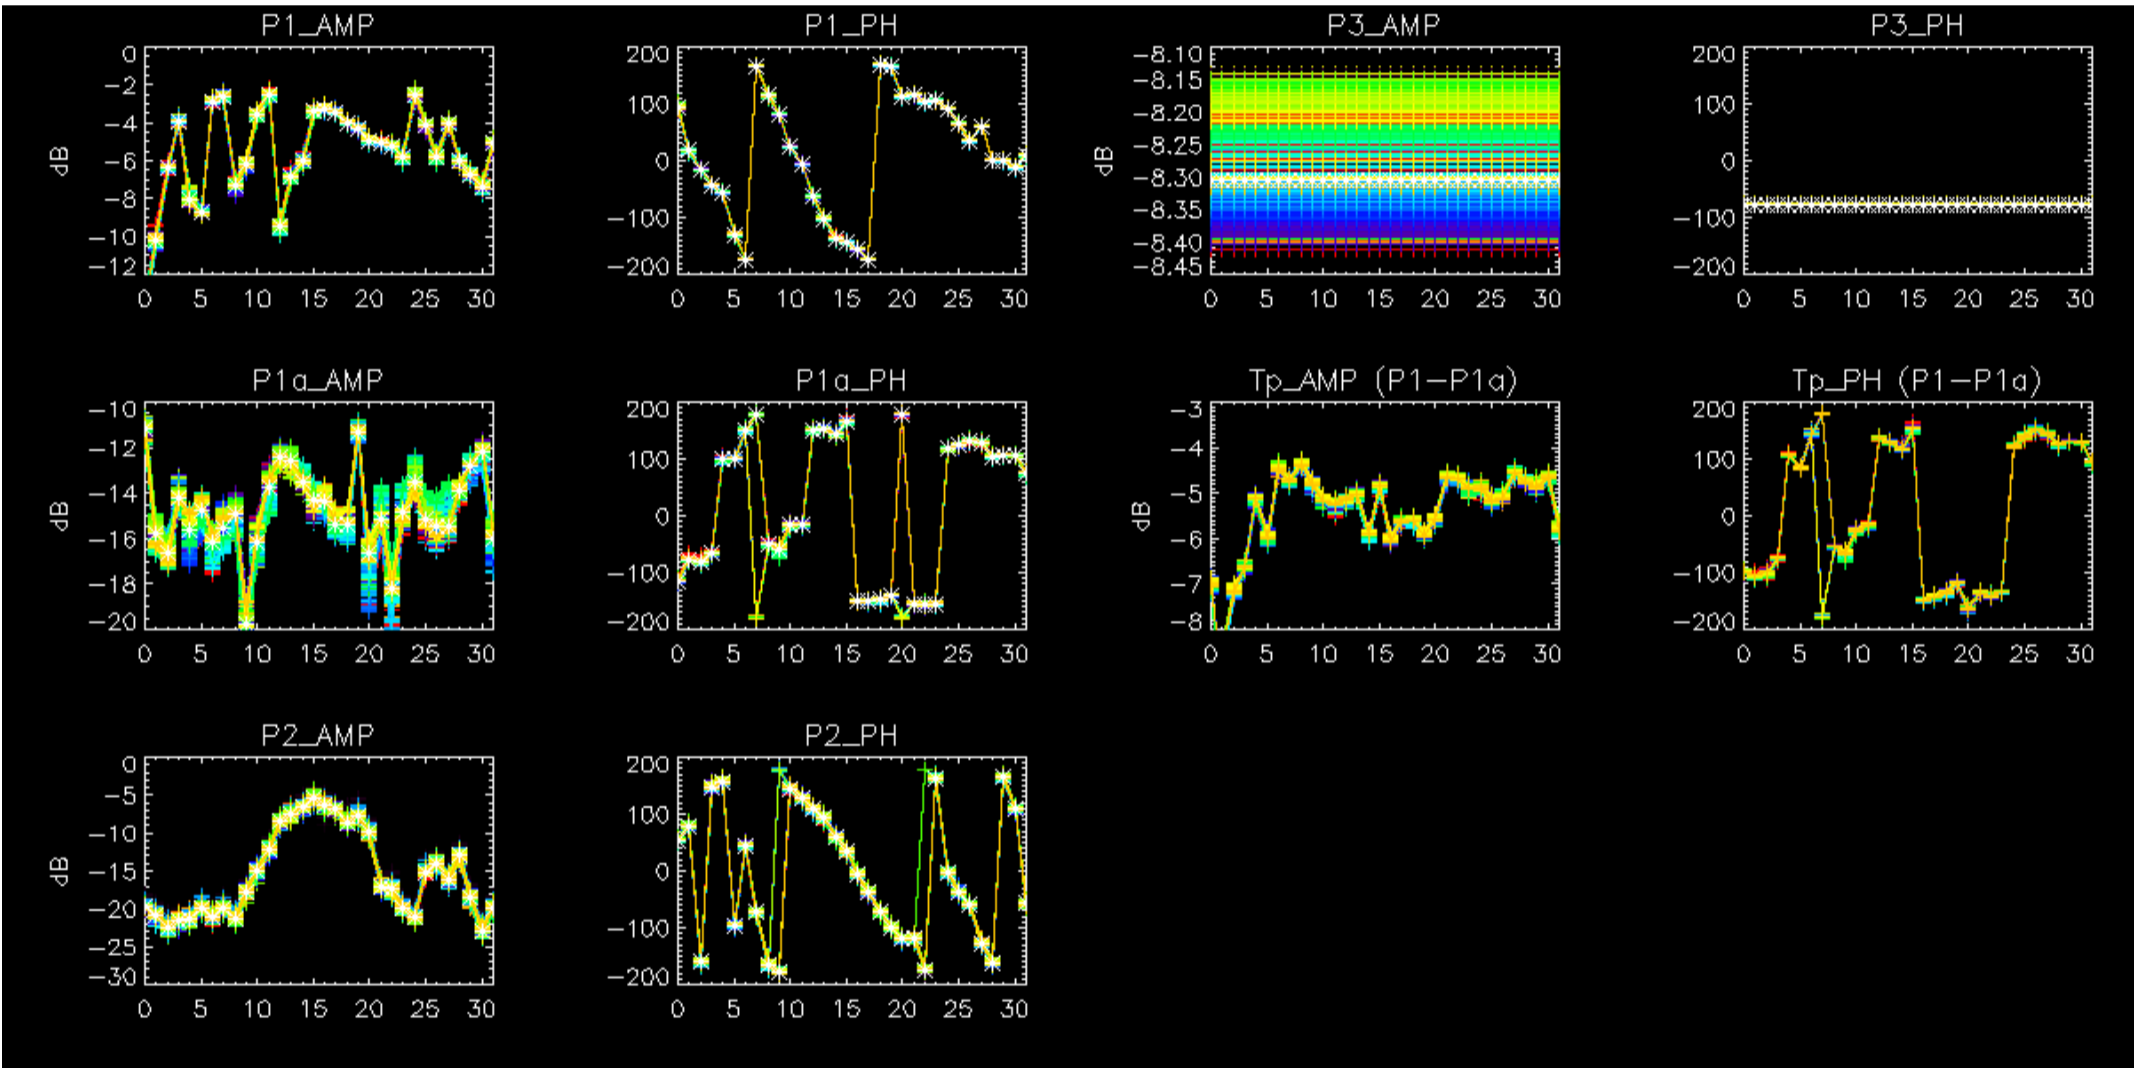 P1_AMP
0
-2
-4
-6
-8
-10
-12
dB
0 5 10 15 20 25 30
P1_PH
200
100
0
-100
-200
0 5 10 15 20 25 30
P3_AMP
-8.10
-8.15
-8.20
-8.25
-8.30
-8.35
-8.40
-8.45
dB
0 5 10 15 20 25 30
P3_PH
200
100
0
-100
-200
0 5 10 15 20 25 30
P1a_AMP
-10
-12
-14
-16
-18
-20
dB
0 5 10 15 20 25 30
P1a_PH
200
100
0
-100
-200
0 5 10 15 20 25 30
Tp_AMP (P1-P1a)
-3
-4
-5
-6
-7
-8
dB
0 5 10 15 20 25 30
Tp_PH (P1-P1a)
200
100
0
-100
-200
0 5 10 15 20 25 30
P2_AMP
0
-5
-10
-15
-20
-25
-30
dB
0 5 10 15 20 25 30
P2_PH
200
100
0
-100
-200
0 5 10 15 20 25 30